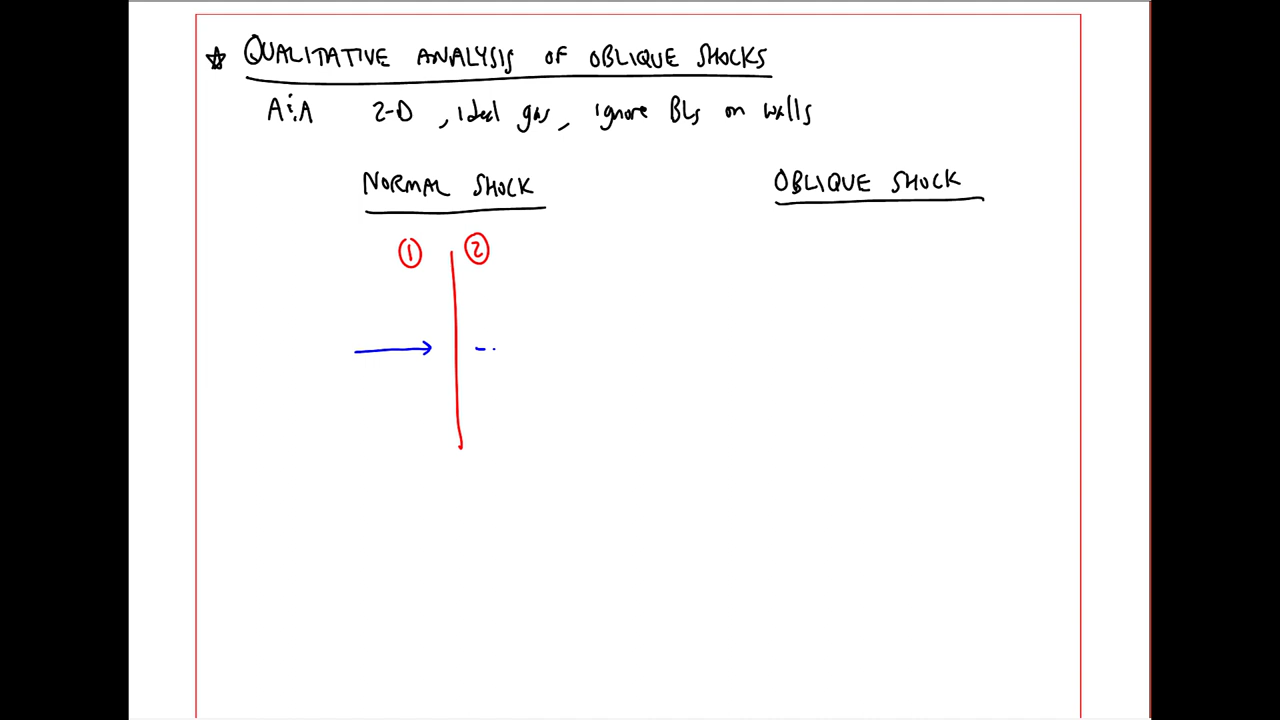 ☆ QUALITATIVE ANALYSIS OF OBLIQUE SHOCKS
A:A 2-D, ideal gas, ignore BLs on walls
NORMAL SHOCK OBLIQUE SHOCK
① ②